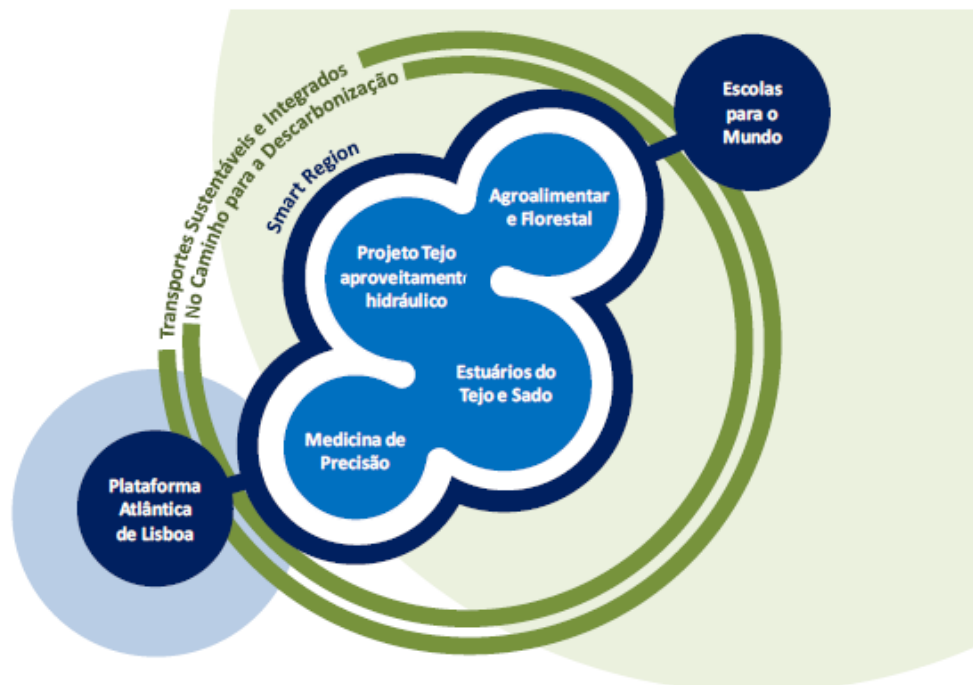 Transportes Sustentáveis e Integrados
No Caminho para a Descarbonização
Smart Region
Escolas
para o
Mundo
Agroalimentar
e Florestal
Projeto Tejo
aproveitament
hidráulico
Estuários do
Tejo e Sado
Medicina de
Precisão
Plataforma
Atlântica
de Lisboa